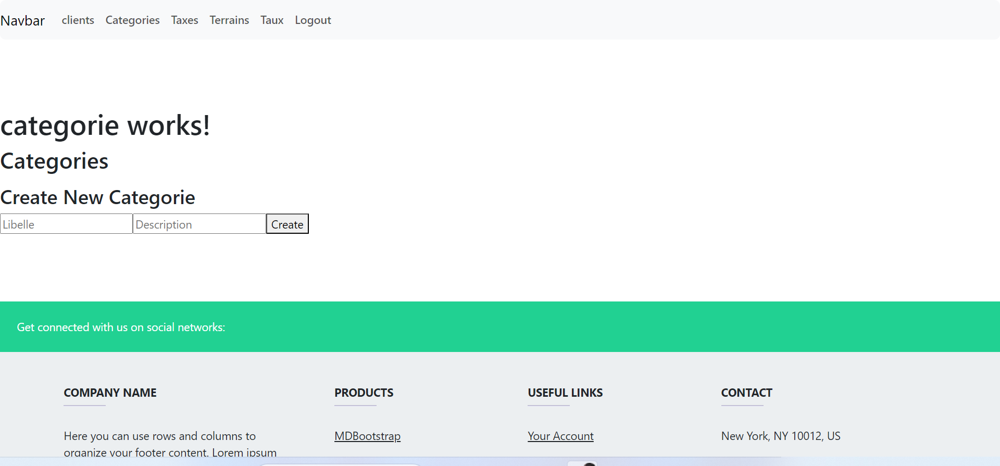 Navbar clients Categories Taxes Terrains Taux Logout
categorie works!
Categories
Create New Categorie
Libelle Description Create
Get connected with us on social networks:
COMPANY NAME PRODUCTS USEFUL LINKS CONTACT
Here you can use rows and columns to MDBootstrap Your Account New York, NY 10012, US
organize your footer content. Lorem ipsum